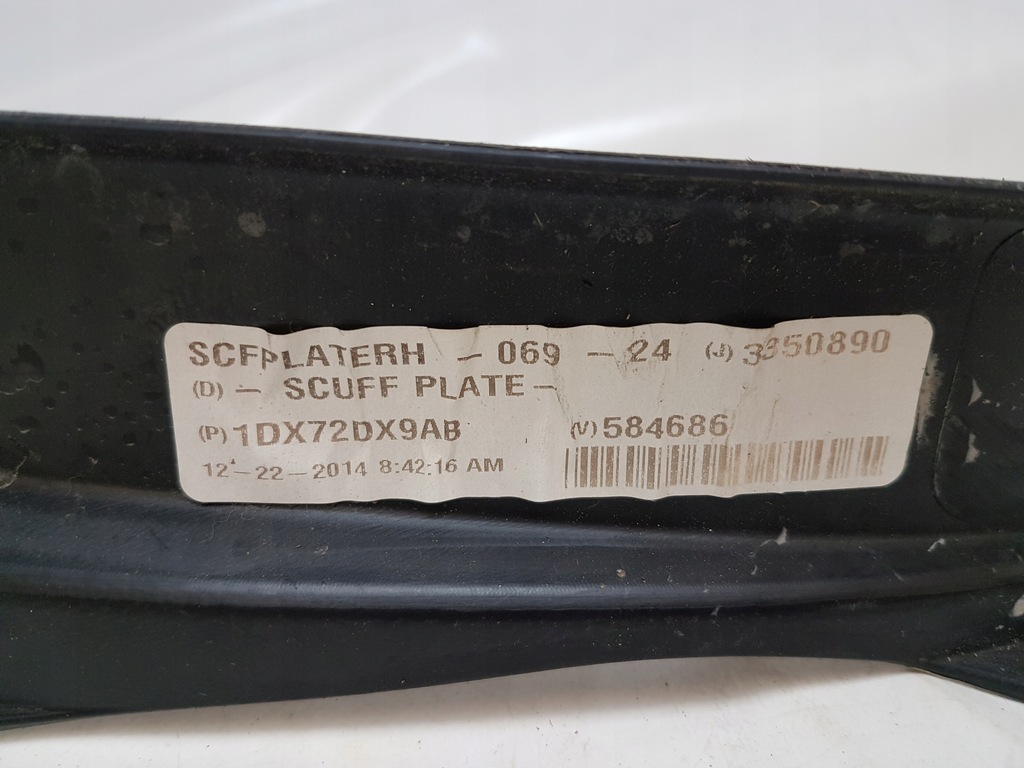 SCFPLATERH - 069 - 24 (J) 3350890
(D) - SCUFF PLATE -
(P) 1DX72DX9AB (V) 584686
12-22-2014 8:42:16 AM